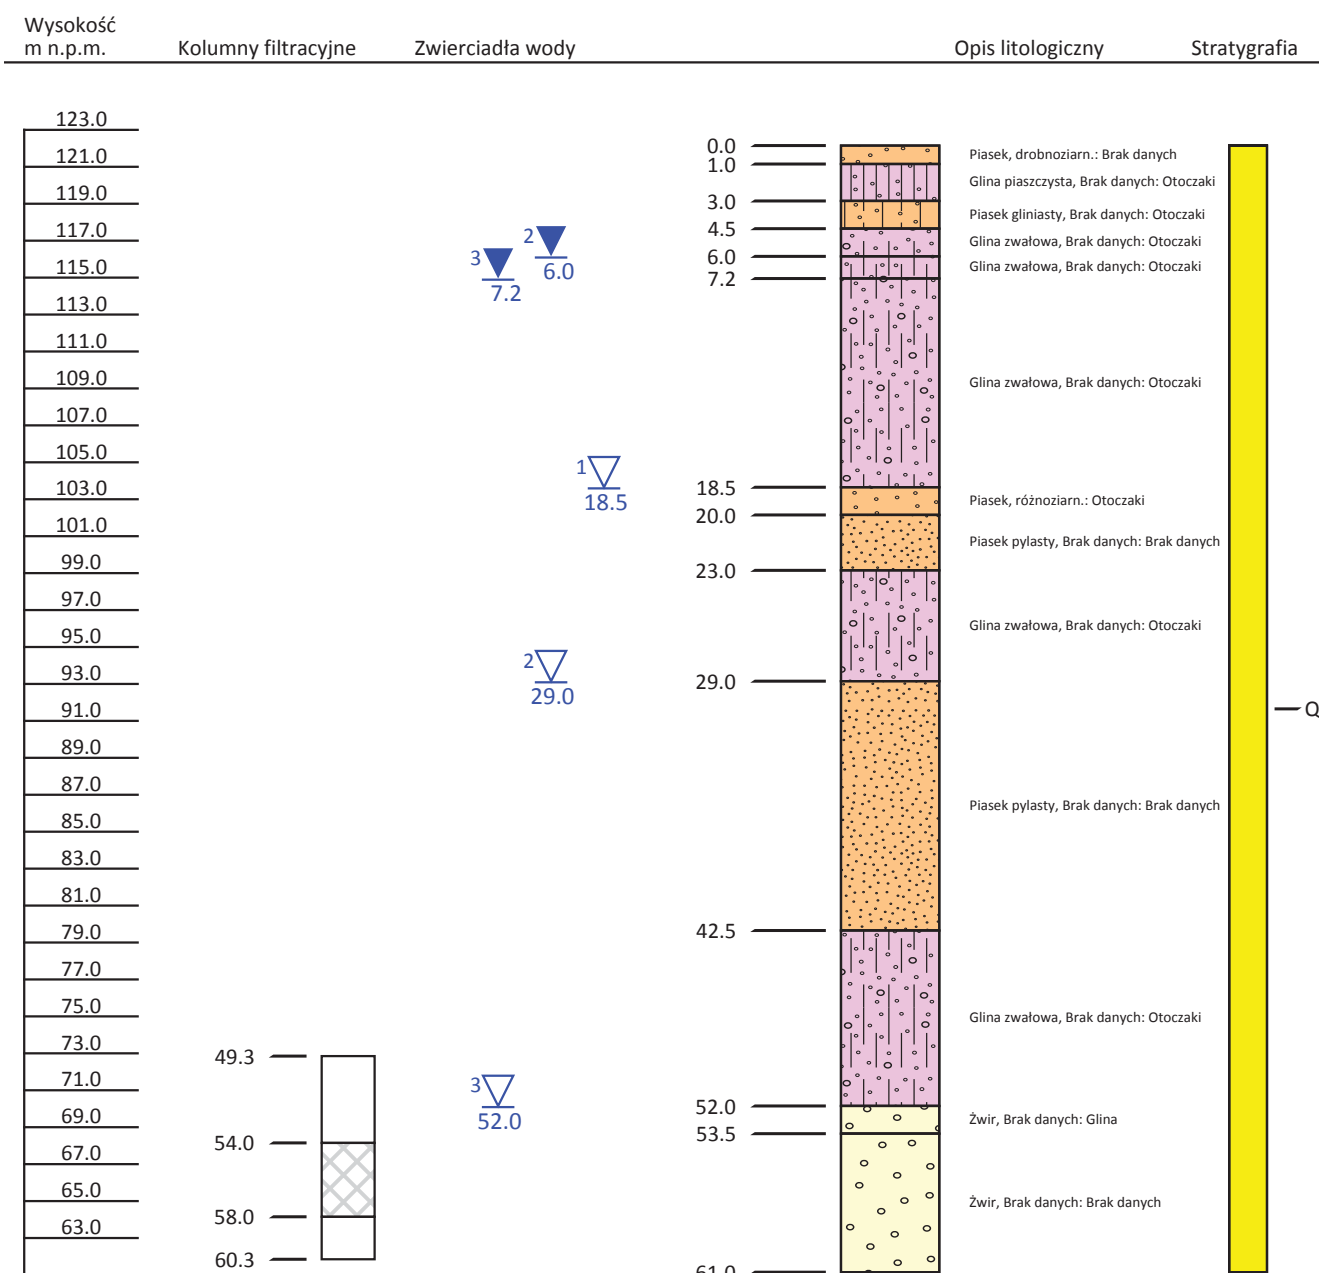 Wysokość
m n.p.m.
Kolumny filtracyjne
Zwierciadła wody
Opis litologiczny
Stratygrafia
123.0
121.0
119.0
117.0
115.0
113.0
111.0
109.0
107.0
105.0
103.0
101.0
99.0
97.0
95.0
93.0
91.0
89.0
87.0
85.0
83.0
81.0
79.0
77.0
75.0
73.0
71.0
69.0
67.0
65.0
63.0
49.3
54.0
58.0
60.3
2
6.0
3
7.2
1
18.5
2
29.0
3
52.0
0.0
1.0
3.0
4.5
6.0
7.2
18.5
20.0
23.0
29.0
42.5
52.0
53.5
61.0
Piasek, drobnoziarn.: Brak danych
Glina piaszczysta, Brak danych: Otoczaki
Piasek gliniasty, Brak danych: Otoczaki
Glina zwałowa, Brak danych: Otoczaki
Glina zwałowa, Brak danych: Otoczaki
Glina zwałowa, Brak danych: Otoczaki
Piasek, różnoziarn.: Otoczaki
Piasek pylasty, Brak danych: Brak danych
Glina zwałowa, Brak danych: Otoczaki
Piasek pylasty, Brak danych: Brak danych
Glina zwałowa, Brak danych: Otoczaki
Żwir, Brak danych: Glina
Żwir, Brak danych: Brak danych
Q